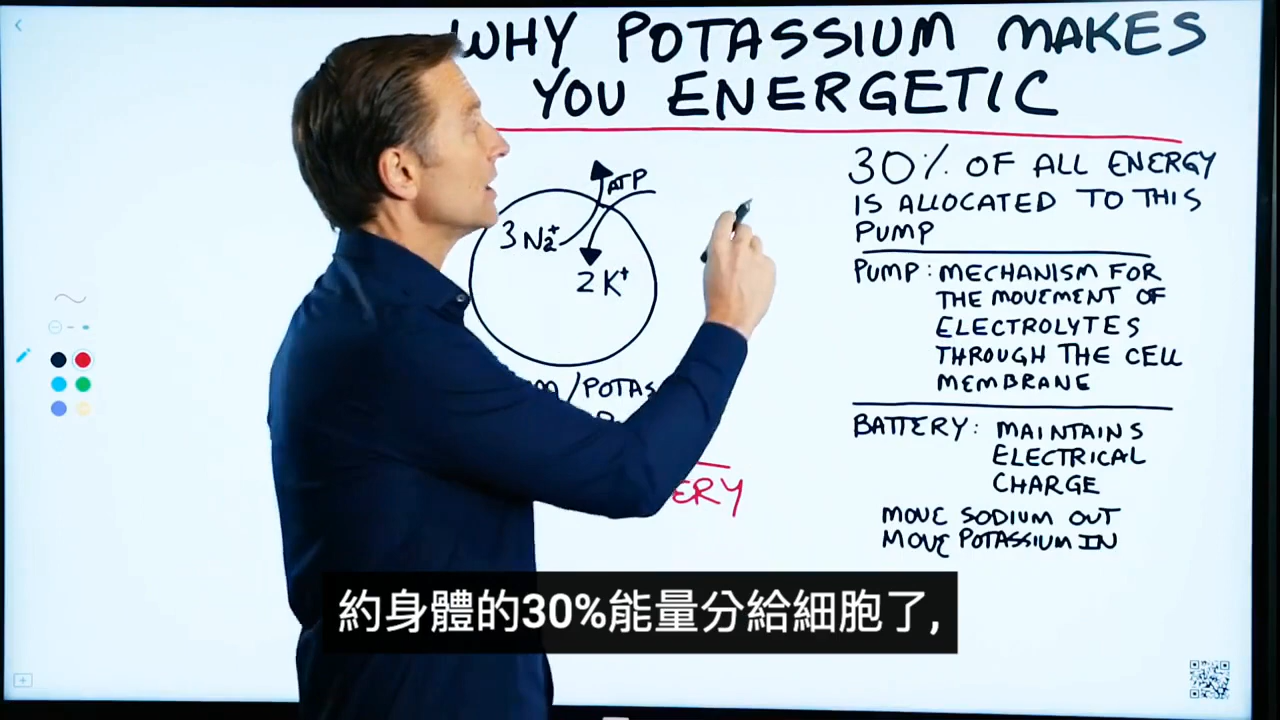 WHY POTASSIUM MAKES
YOU ENERGETIC
ATP
3 Na+
2 K+
/POTAS
ERY
30% OF ALL ENERGY
IS ALLOCATED TO THIS
PUMP
PUMP: MECHANISM FOR
THE MOVEMENT OF
ELECTROLYTES
THROUGH THE CELL
MEMBRANE
BATTERY: MAINTAINS
ELECTRICAL
CHARGE
MOVE SODIUM OUT
MOVE POTASSIUM IN
約身體的30%能量分給細胞了,